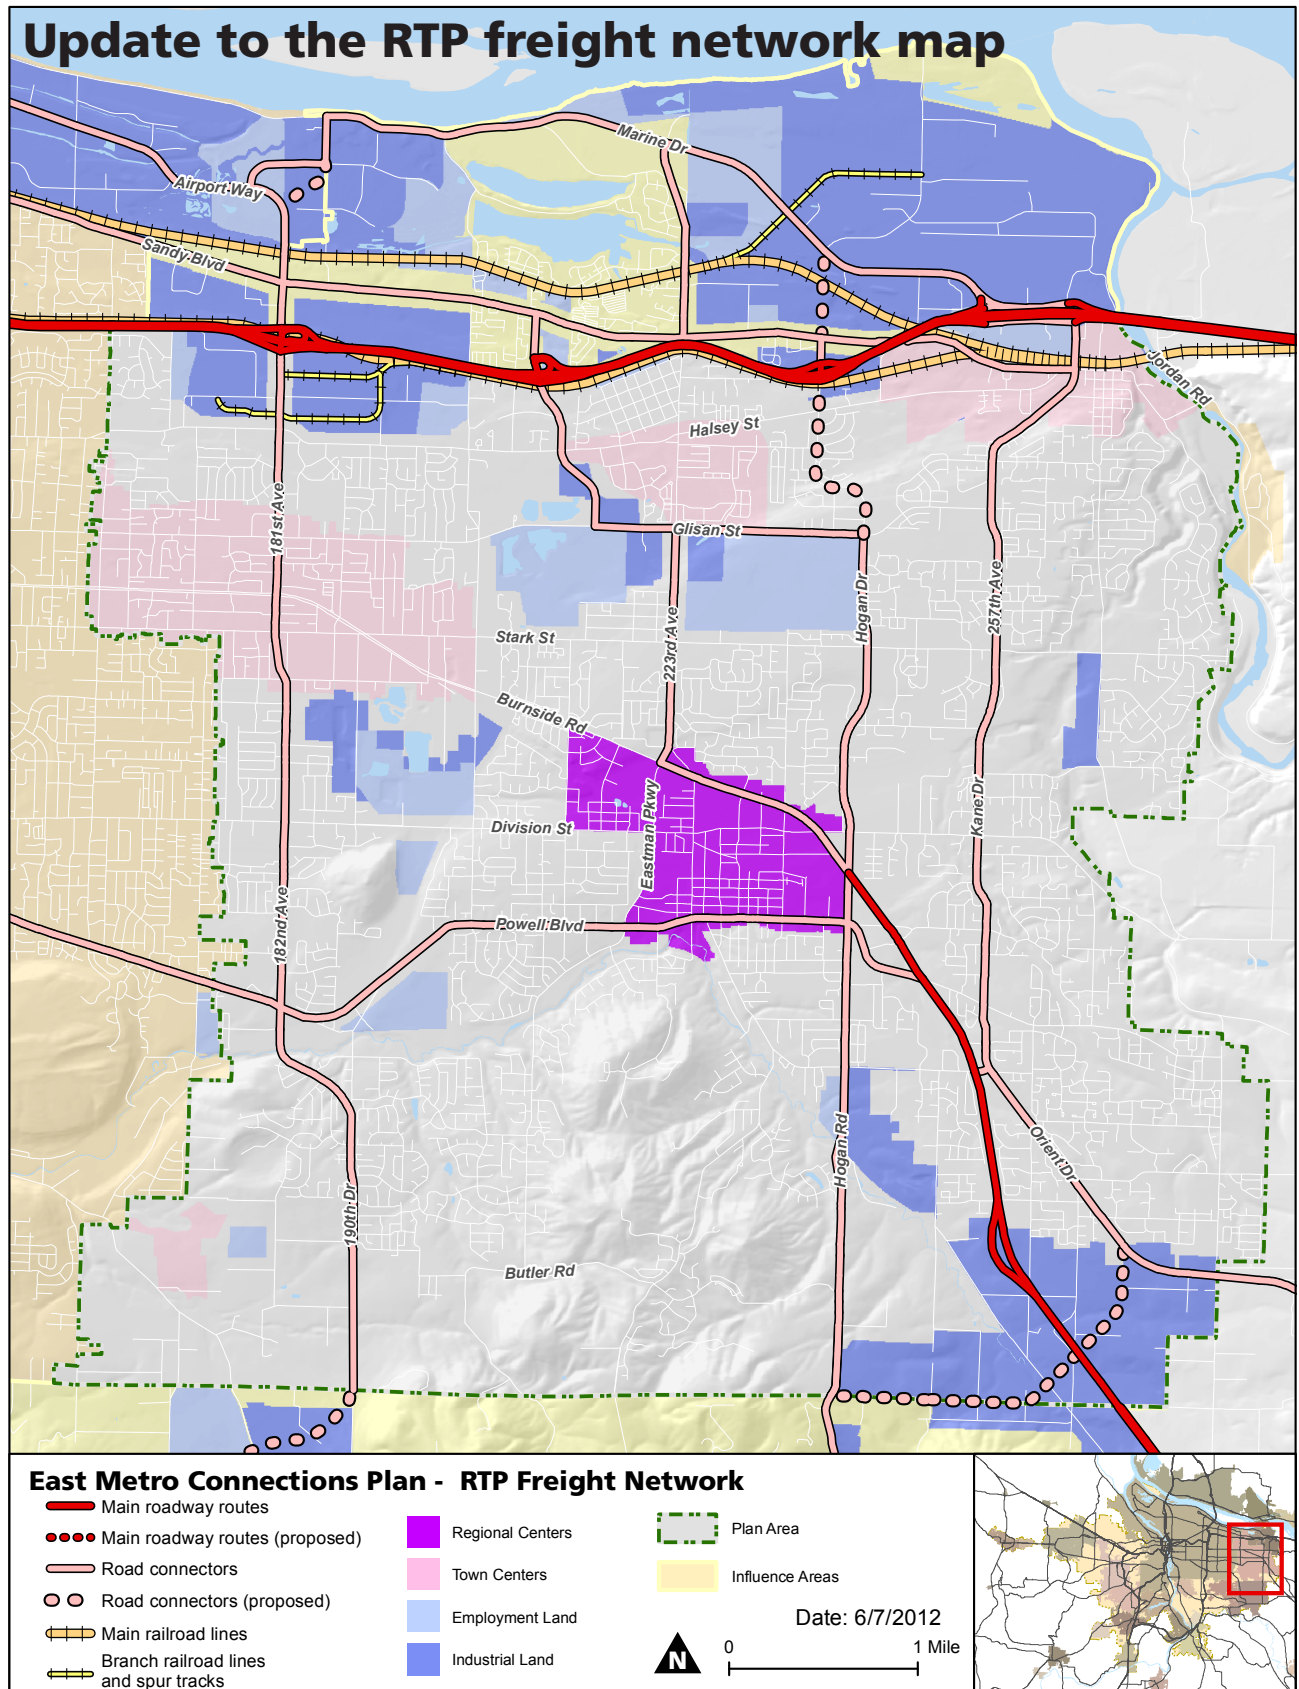 Update to the RTP freight network map
Marine Dr
Airport Way
Sandy Blvd
Jordan Rd
Halsey St
181st Ave
Glisan St
Hogan Dr
257th Ave
223rd Ave
Stark St
Burnside Rd
Kane Dr
Eastman Pkwy
Division St
182nd Ave
Powell Blvd
Hogan Rd
Orient Dr
190th Dr
Butler Rd
East Metro Connections Plan - RTP Freight Network
Main roadway routes
Main roadway routes (proposed)
Road connectors
Road connectors (proposed)
Main railroad lines
Branch railroad lines
and spur tracks
Regional Centers
Town Centers
Employment Land
Industrial Land
Plan Area
Influence Areas
Date: 6/7/2012
N
0 1 Mile